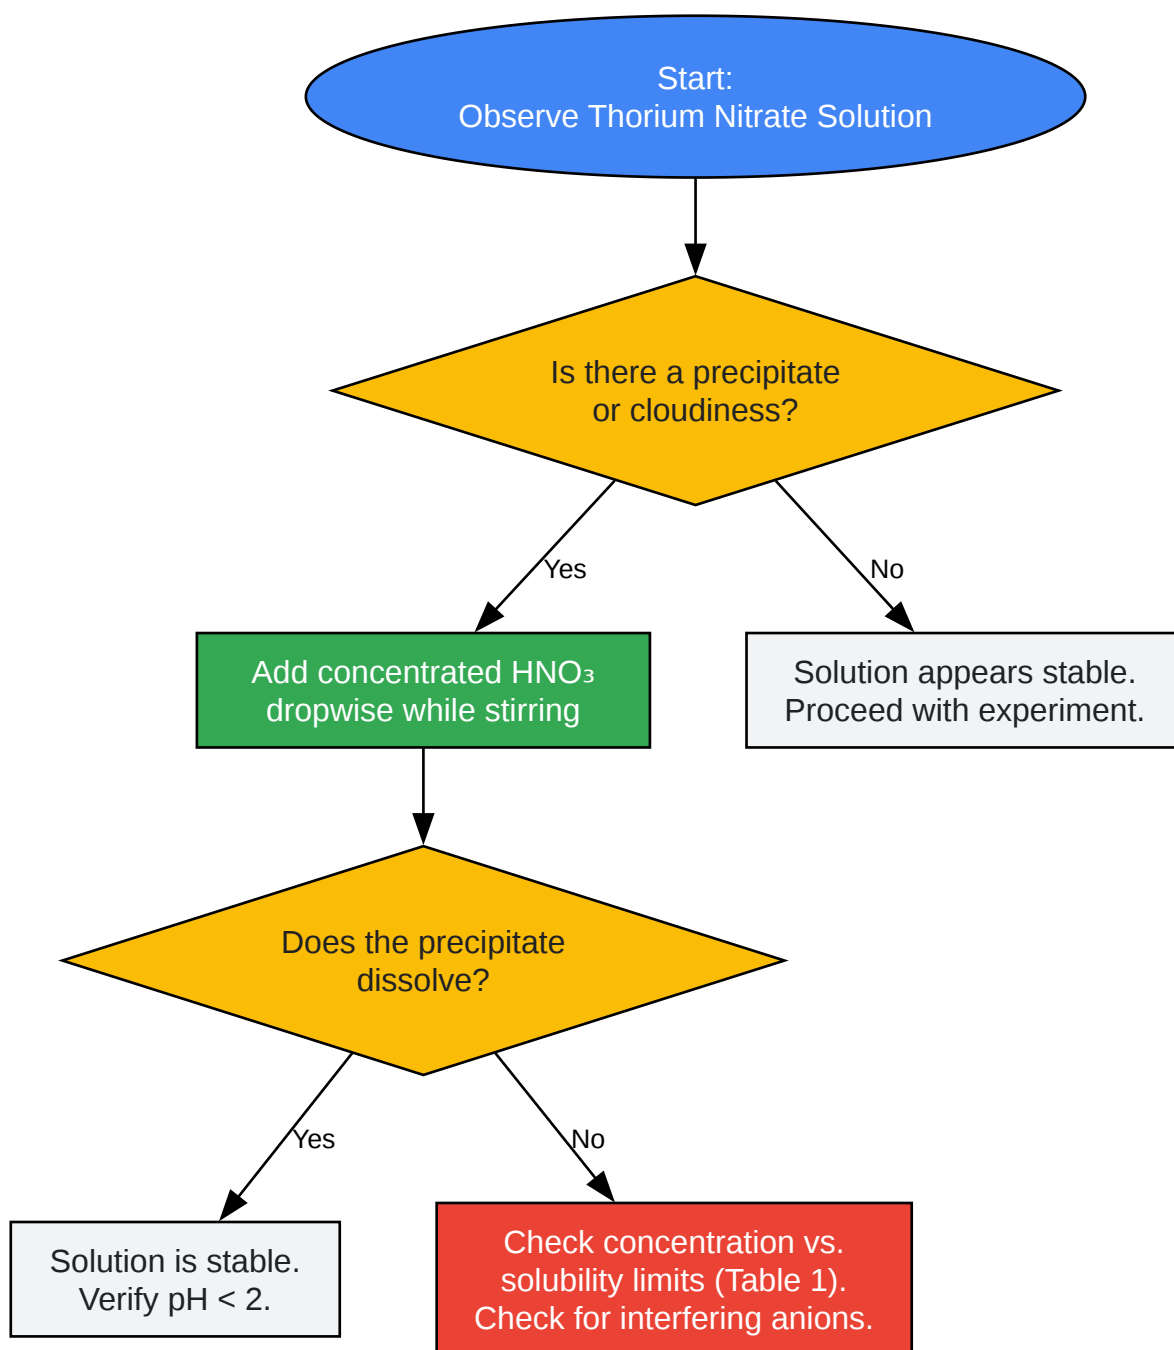 Start:
Observe Thorium Nitrate Solution
Is there a precipitate
or cloudiness?
Yes
No
Add concentrated HNO₃
dropwise while stirring
Solution appears stable.
Proceed with experiment.
Does the precipitate
dissolve?
Yes
No
Solution is stable.
Verify pH < 2.
Check concentration vs.
solubility limits (Table 1).
Check for interfering anions.